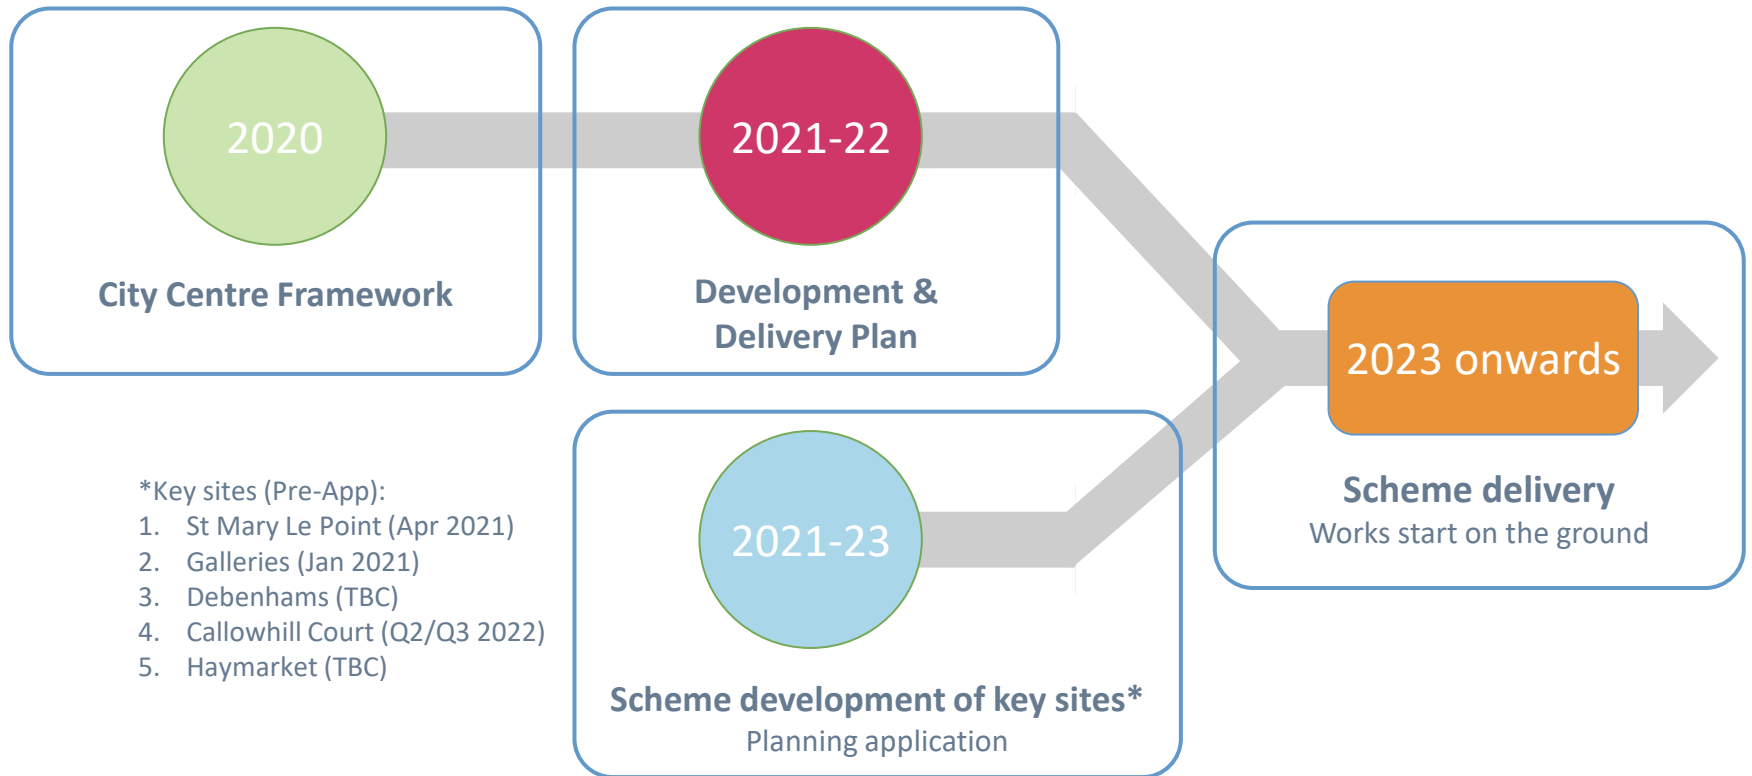 2020
City Centre Framework
2021-22
Development &
Delivery Plan
2023 onwards
Scheme delivery
Works start on the ground
2021-23
Scheme development of key sites*
Planning application
*Key sites (Pre-App):
1. St Mary Le Point (Apr 2021)
2. Galleries (Jan 2021)
3. Debenhams (TBC)
4. Callowhill Court (Q2/Q3 2022)
5. Haymarket (TBC)